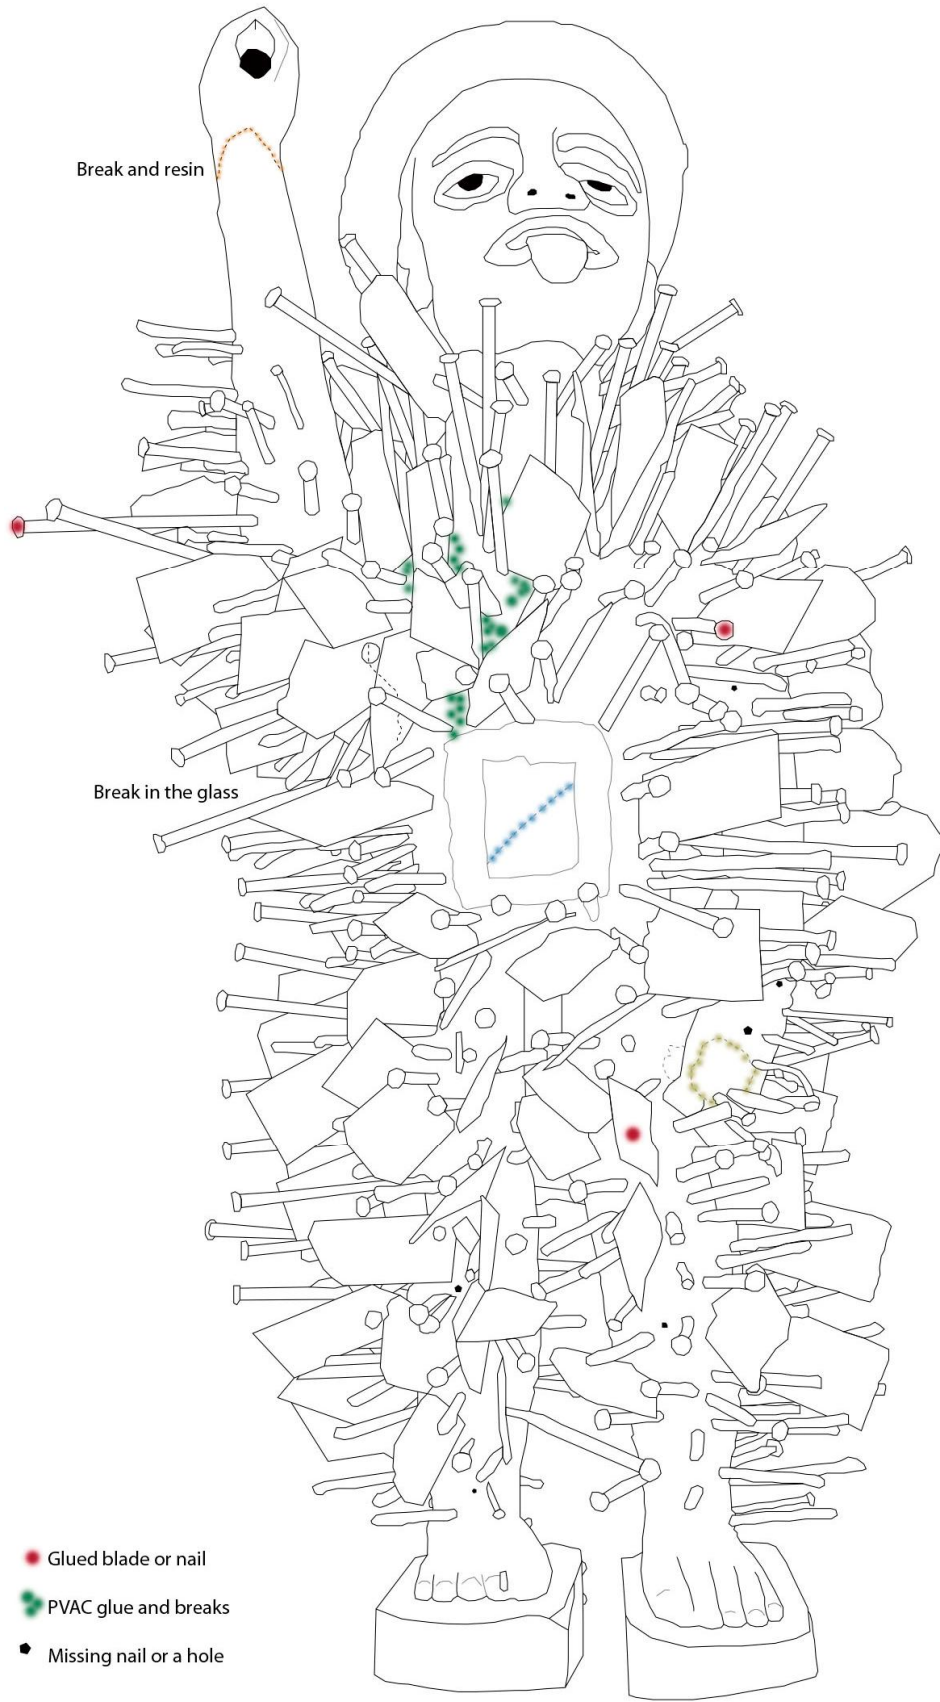 Break and resin
Break in the glass
Glued blade or nail
PVAC glue and breaks
Missing nail or a hole